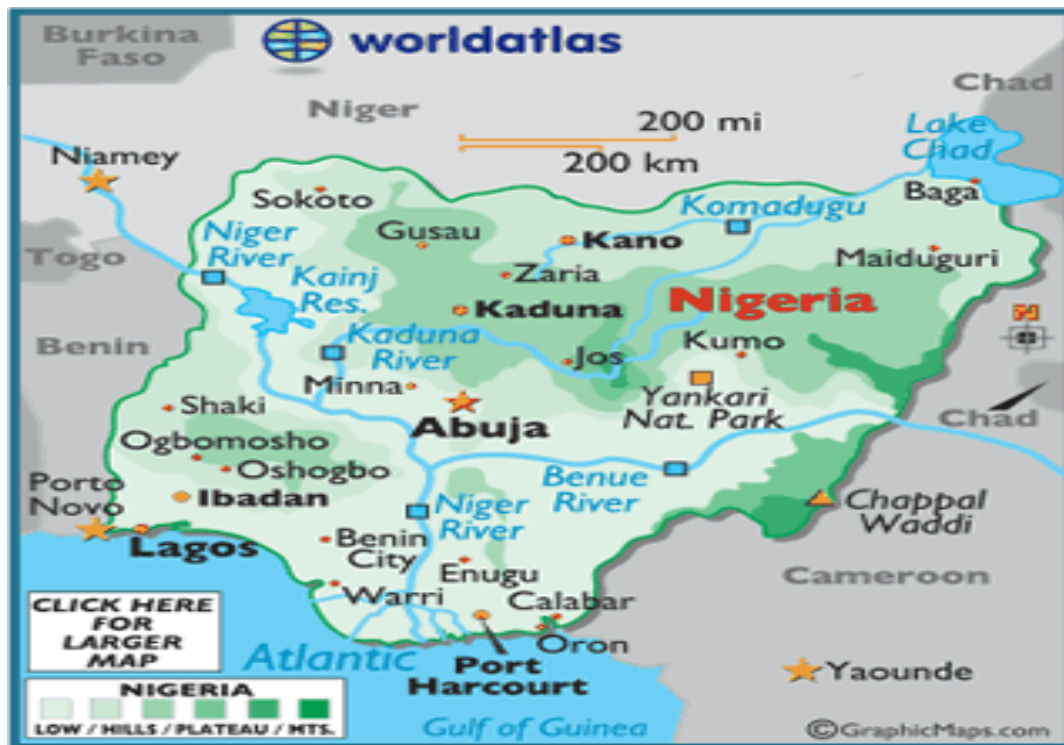 worldatlas
Burkina
Faso
Niger
Chad
200 mi
200 km
Lake
Chad
Niamey
Baga
Sokoto
Komadugu
Gusau
Kano
Niger
River
Maiduguri
Togo
Zaria
Kainj
Res.
Nigeria
Kaduna
Kaduna
River
Benin
Jos
Kumo
Minna
Yankari
Nat. Park
N
Shaki
Abuja
Chad
Ogbomosho
Oshogbo
Porto
Novo
Ibadan
Benue
River
Chappal
Waddi
Niger
River
Lagos
Benin
City
Enugu
Cameroon
Warri
Calabar
Oron
CLICK HERE
FOR
LARGER
MAP
Atlantic
Port
Harcourt
Yaounde
NIGERIA
LOW / HILLS / PLATEAU / MTS.
Gulf of Guinea
©GraphicMaps.com